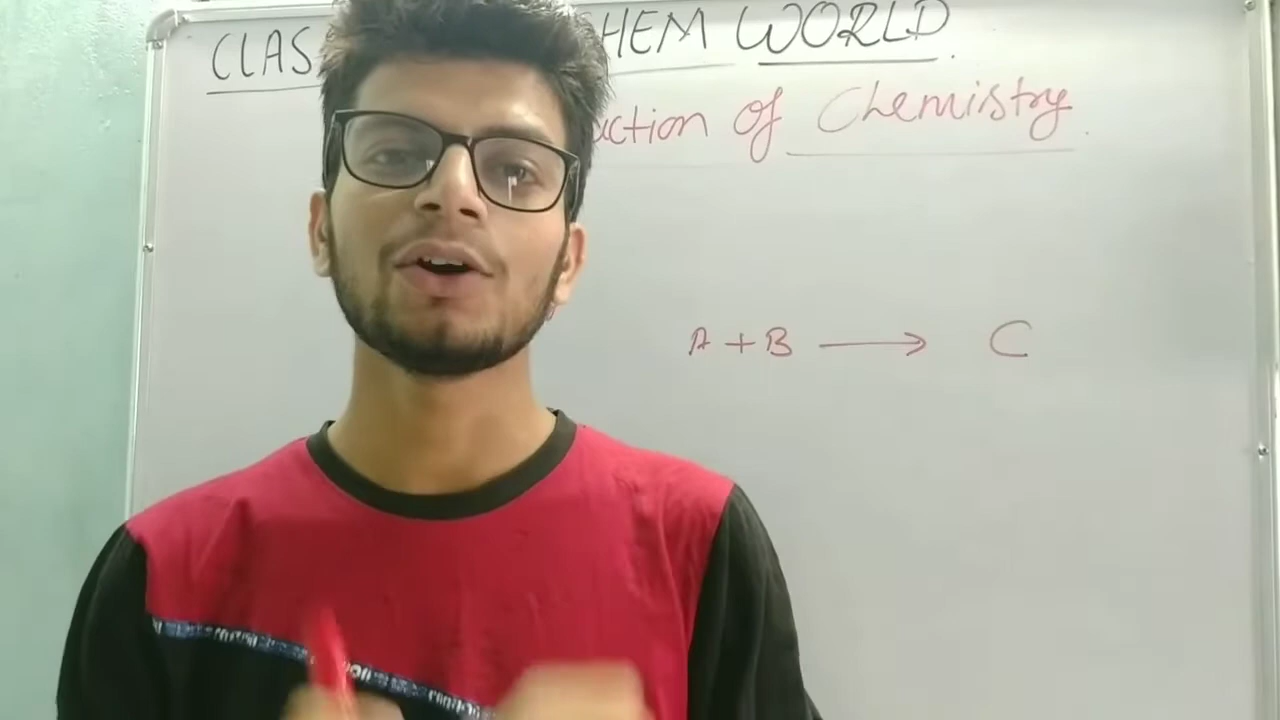 CLAS HEM WORLD.
uction of Chemistry.
A + B ⟶ C